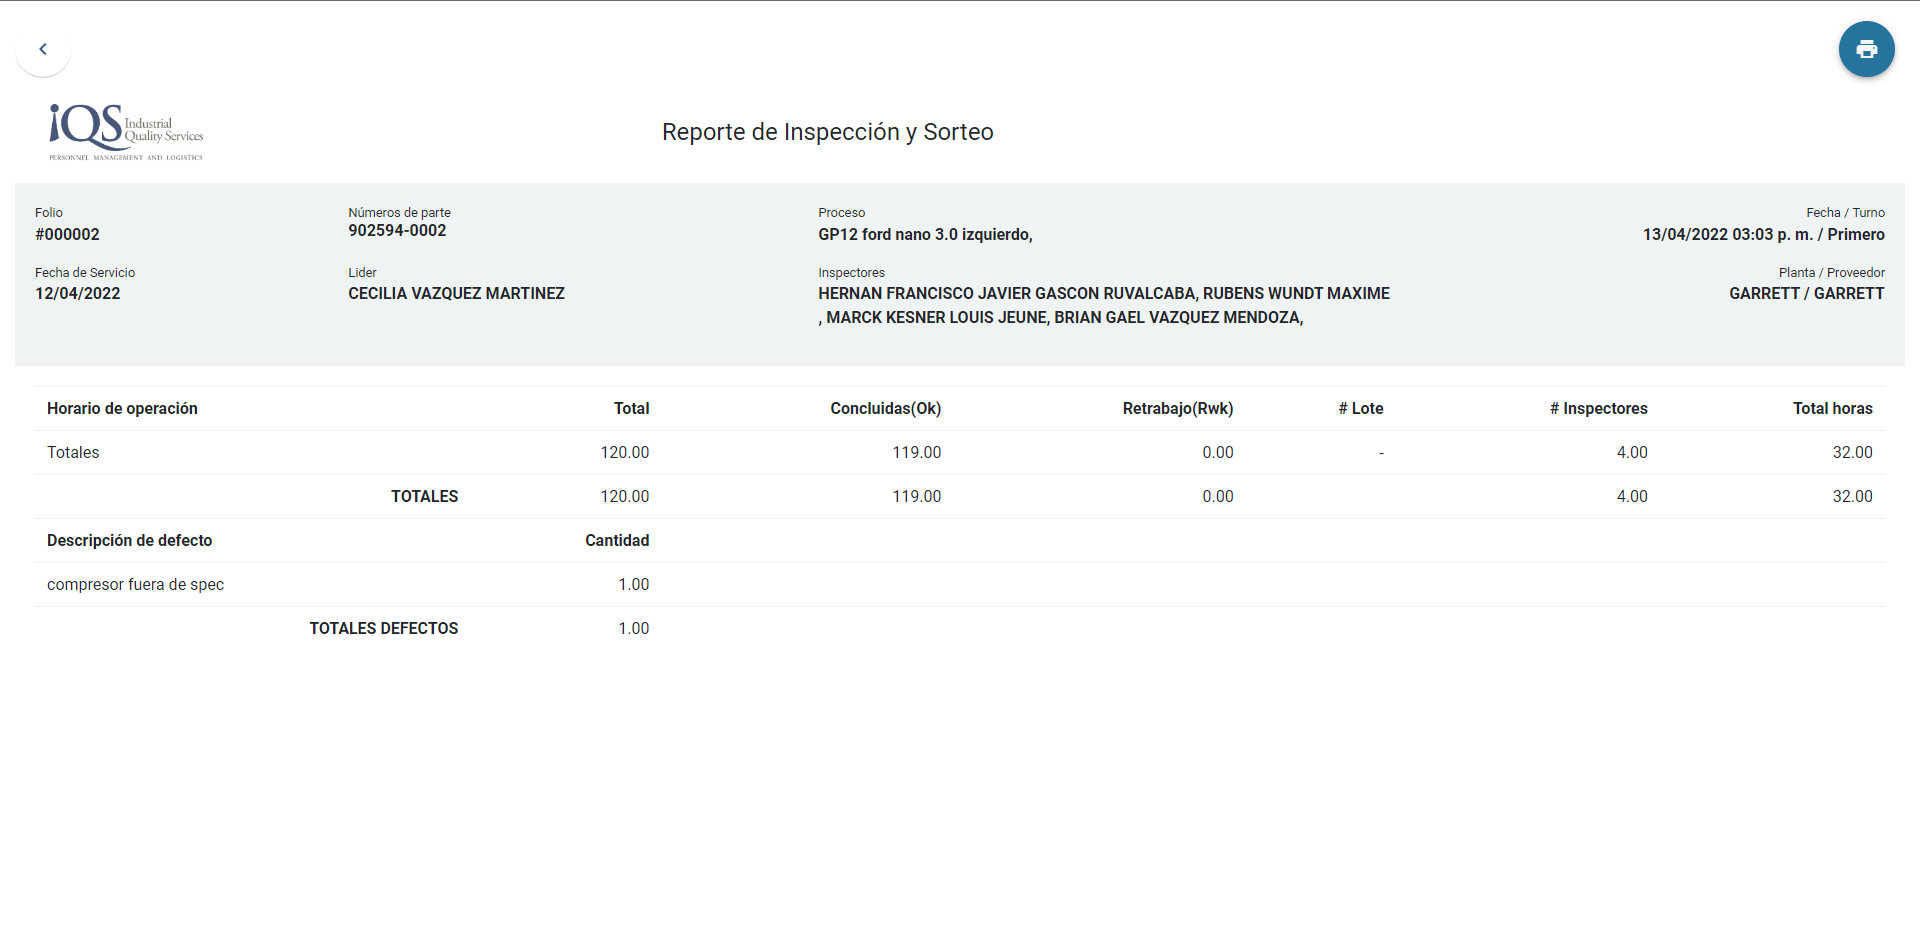 iQS Industrial
Quality Services
PERSONNEL MANAGEMENT AND LOGISTICS
Reporte de Inspección y Sorteo
Folio
#000002
Números de parte
902594-0002
Proceso
GP12 ford nano 3.0 izquierdo,
Fecha / Turno
13/04/2022 03:03 p. m. / Primero
Fecha de Servicio
12/04/2022
Lider
CECILIA VAZQUEZ MARTINEZ
Inspectores
HERNAN FRANCISCO JAVIER GASCON RUVALCABA, RUBENS WUNDT MAXIME
, MARCK KESNER LOUIS JEUNE, BRIAN GAEL VAZQUEZ MENDOZA,
Planta / Proveedor
GARRETT / GARRETT
Horario de operación Total Concluidas(Ok) Retrabajo(Rwk) # Lote # Inspectores Total horas
Totales 120.00 119.00 0.00 - 4.00 32.00
TOTALES 120.00 119.00 0.00 4.00 32.00
Descripción de defecto Cantidad
compresor fuera de spec 1.00
TOTALES DEFECTOS 1.00